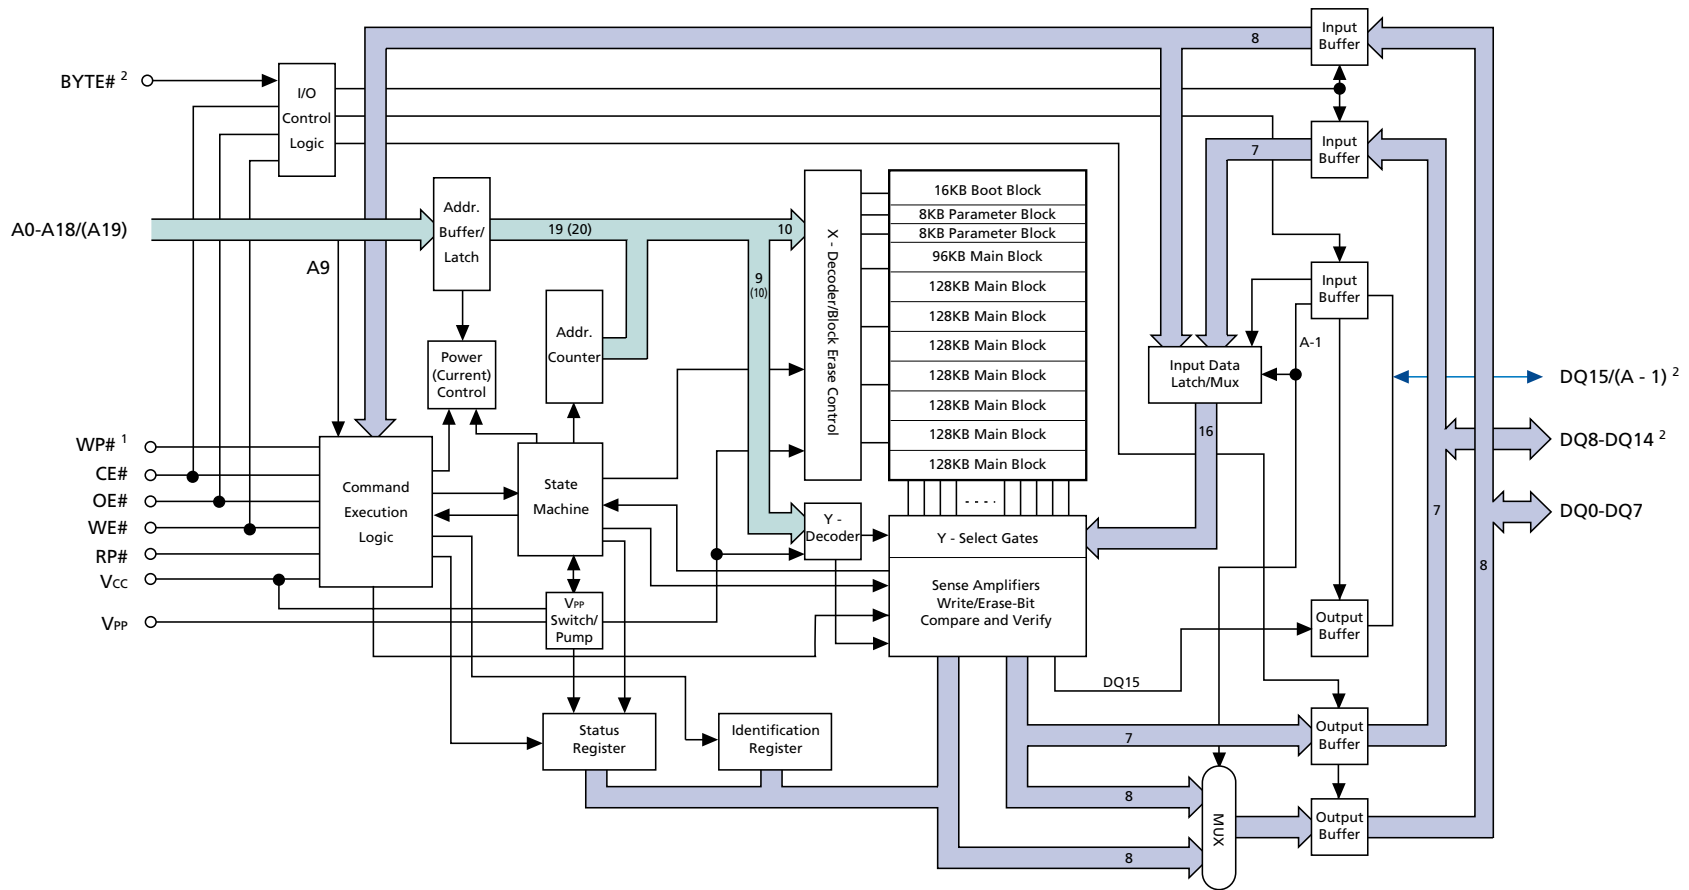 BYTE# 2
I/O
Control
Logic
8
Input
Buffer
7
Input
Buffer
A0-A18/(A19)
A9
Addr.
Buffer/
Latch
19 (20)
10
9
(10)
X - Decoder/Block Erase Control
16KB Boot Block
8KB Parameter Block
8KB Parameter Block
96KB Main Block
128KB Main Block
128KB Main Block
128KB Main Block
128KB Main Block
128KB Main Block
128KB Main Block
128KB Main Block
Addr.
Counter
Power
(Current)
Control
Input
Buffer
A-1
Input Data
Latch/Mux
16
DQ15/(A - 1) 2
DQ8-DQ14 2
DQ0-DQ7
7
8
WP# 1
CE#
OE#
WE#
RP#
VCC
VPP
Command
Execution
Logic
State
Machine
VPP
Switch/
Pump
Y -
Decoder
Y - Select Gates
Sense Amplifiers
Write/Erase-Bit
Compare and Verify
Output
Buffer
DQ15
Status
Register
Identification
Register
7
Output
Buffer
8
8
MUX
Output
Buffer